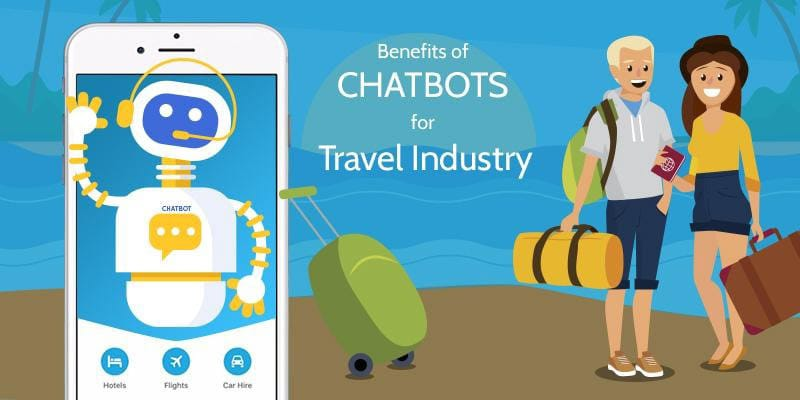 Benefits of
CHATBOTS
for
Travel Industry
CHATBOT
Hotels
Flights
Car Hire